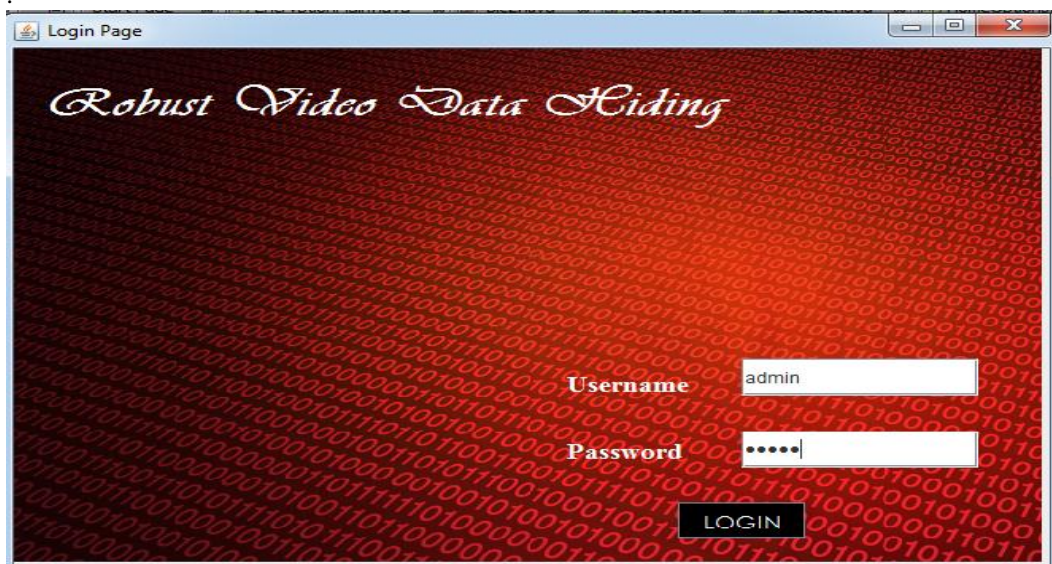 Login Page
Robust Video Data Hiding
Username
admin
Password
•••••
LOGIN